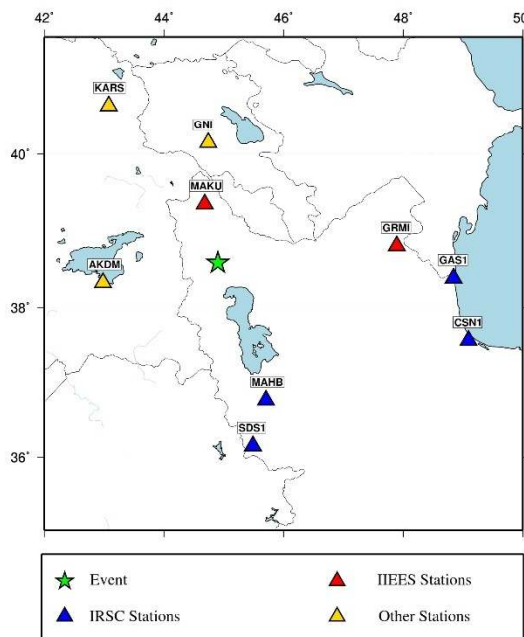 42° 44° 46° 48° 50
KARS
GNI
40°
MAKU
GRMI
AKDM
GAS1
38°
CSN1
MAHB
SDS1
36°
Event
IIEES Stations
IRSC Stations
Other Stations